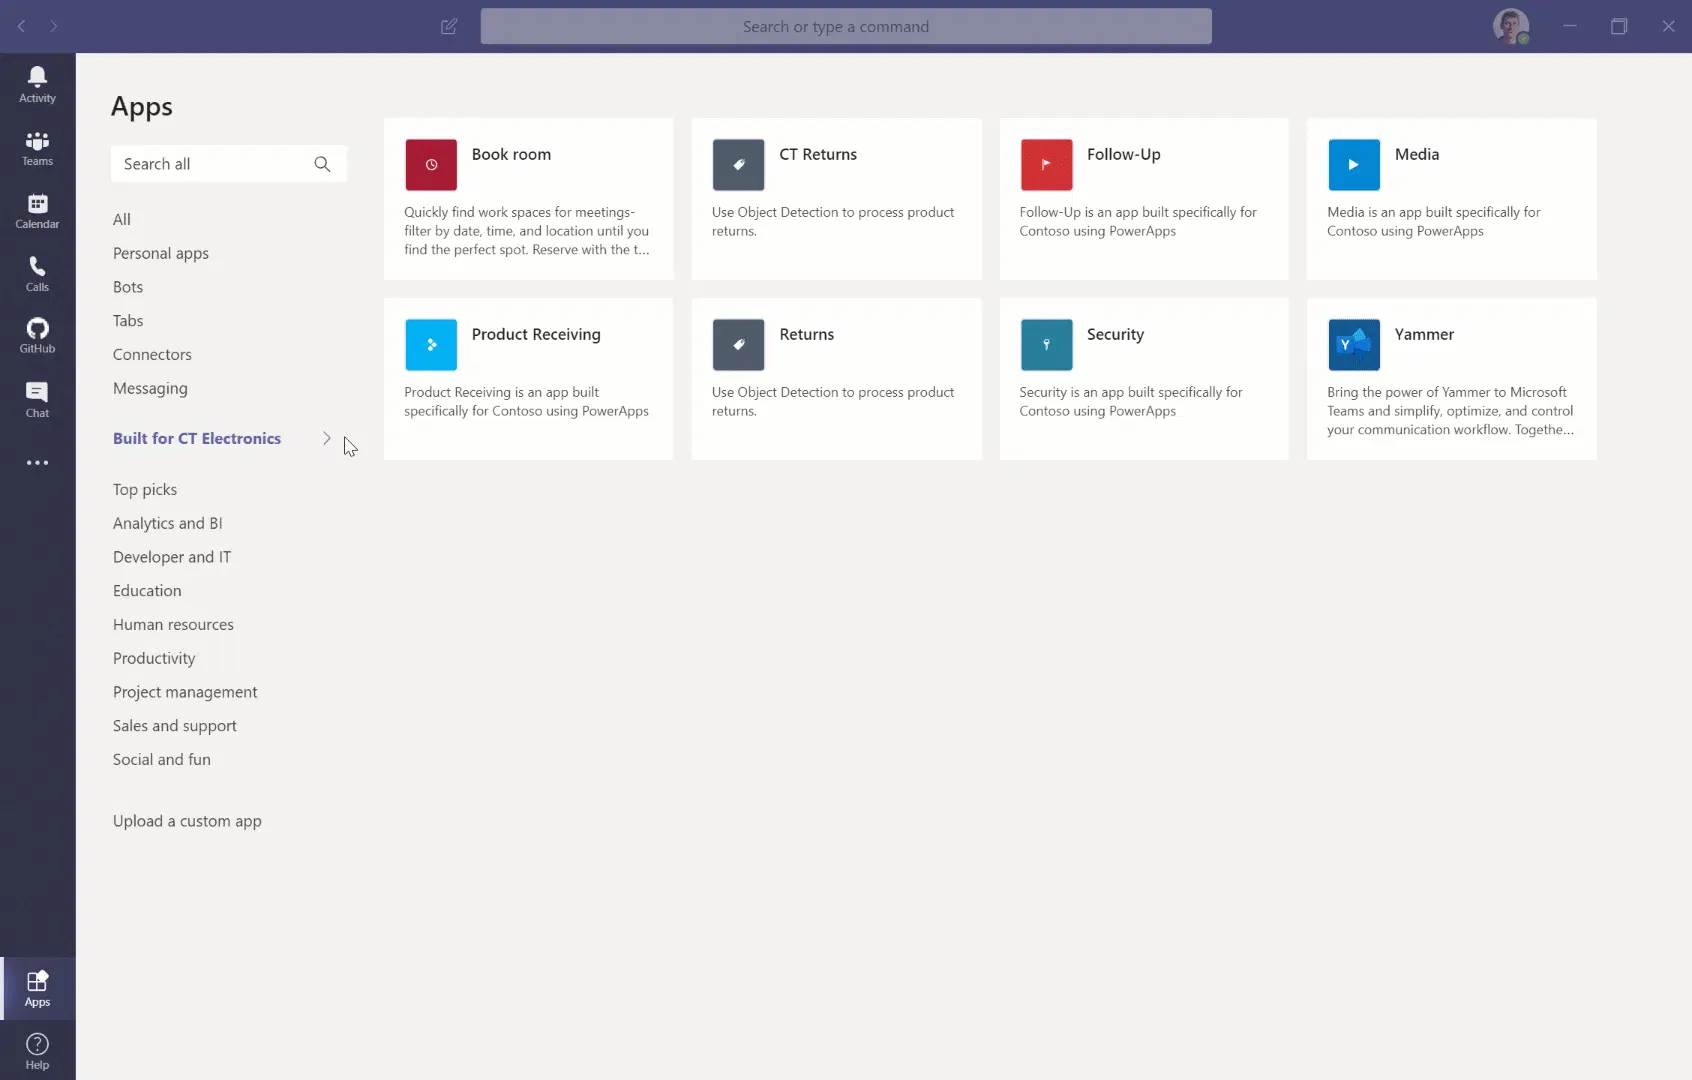 Search or type a command
Activity
Teams
Calendar
Calls
GitHub
Chat
Apps
Help
Apps
Search all
All
Personal apps
Bots
Tabs
Connectors
Messaging
Built for CT Electronics
Top picks
Analytics and BI
Developer and IT
Education
Human resources
Productivity
Project management
Sales and support
Social and fun
Upload a custom app
Book room
Quickly find work spaces for meetings-
filter by date, time, and location until you
find the perfect spot. Reserve with the t...
CT Returns
Use Object Detection to process product
returns.
Follow-Up
Follow-Up is an app built specifically for
Contoso using PowerApps
Media
Media is an app built specifically for
Contoso using PowerApps
Product Receiving
Product Receiving is an app built
specifically for Contoso using PowerApps
Returns
Use Object Detection to process product
returns.
Security
Security is an app built specifically for
Contoso using PowerApps
Y
Yammer
Bring the power of Yammer to Microsoft
Teams and simplify, optimize, and control
your communication workflow. Togethe...